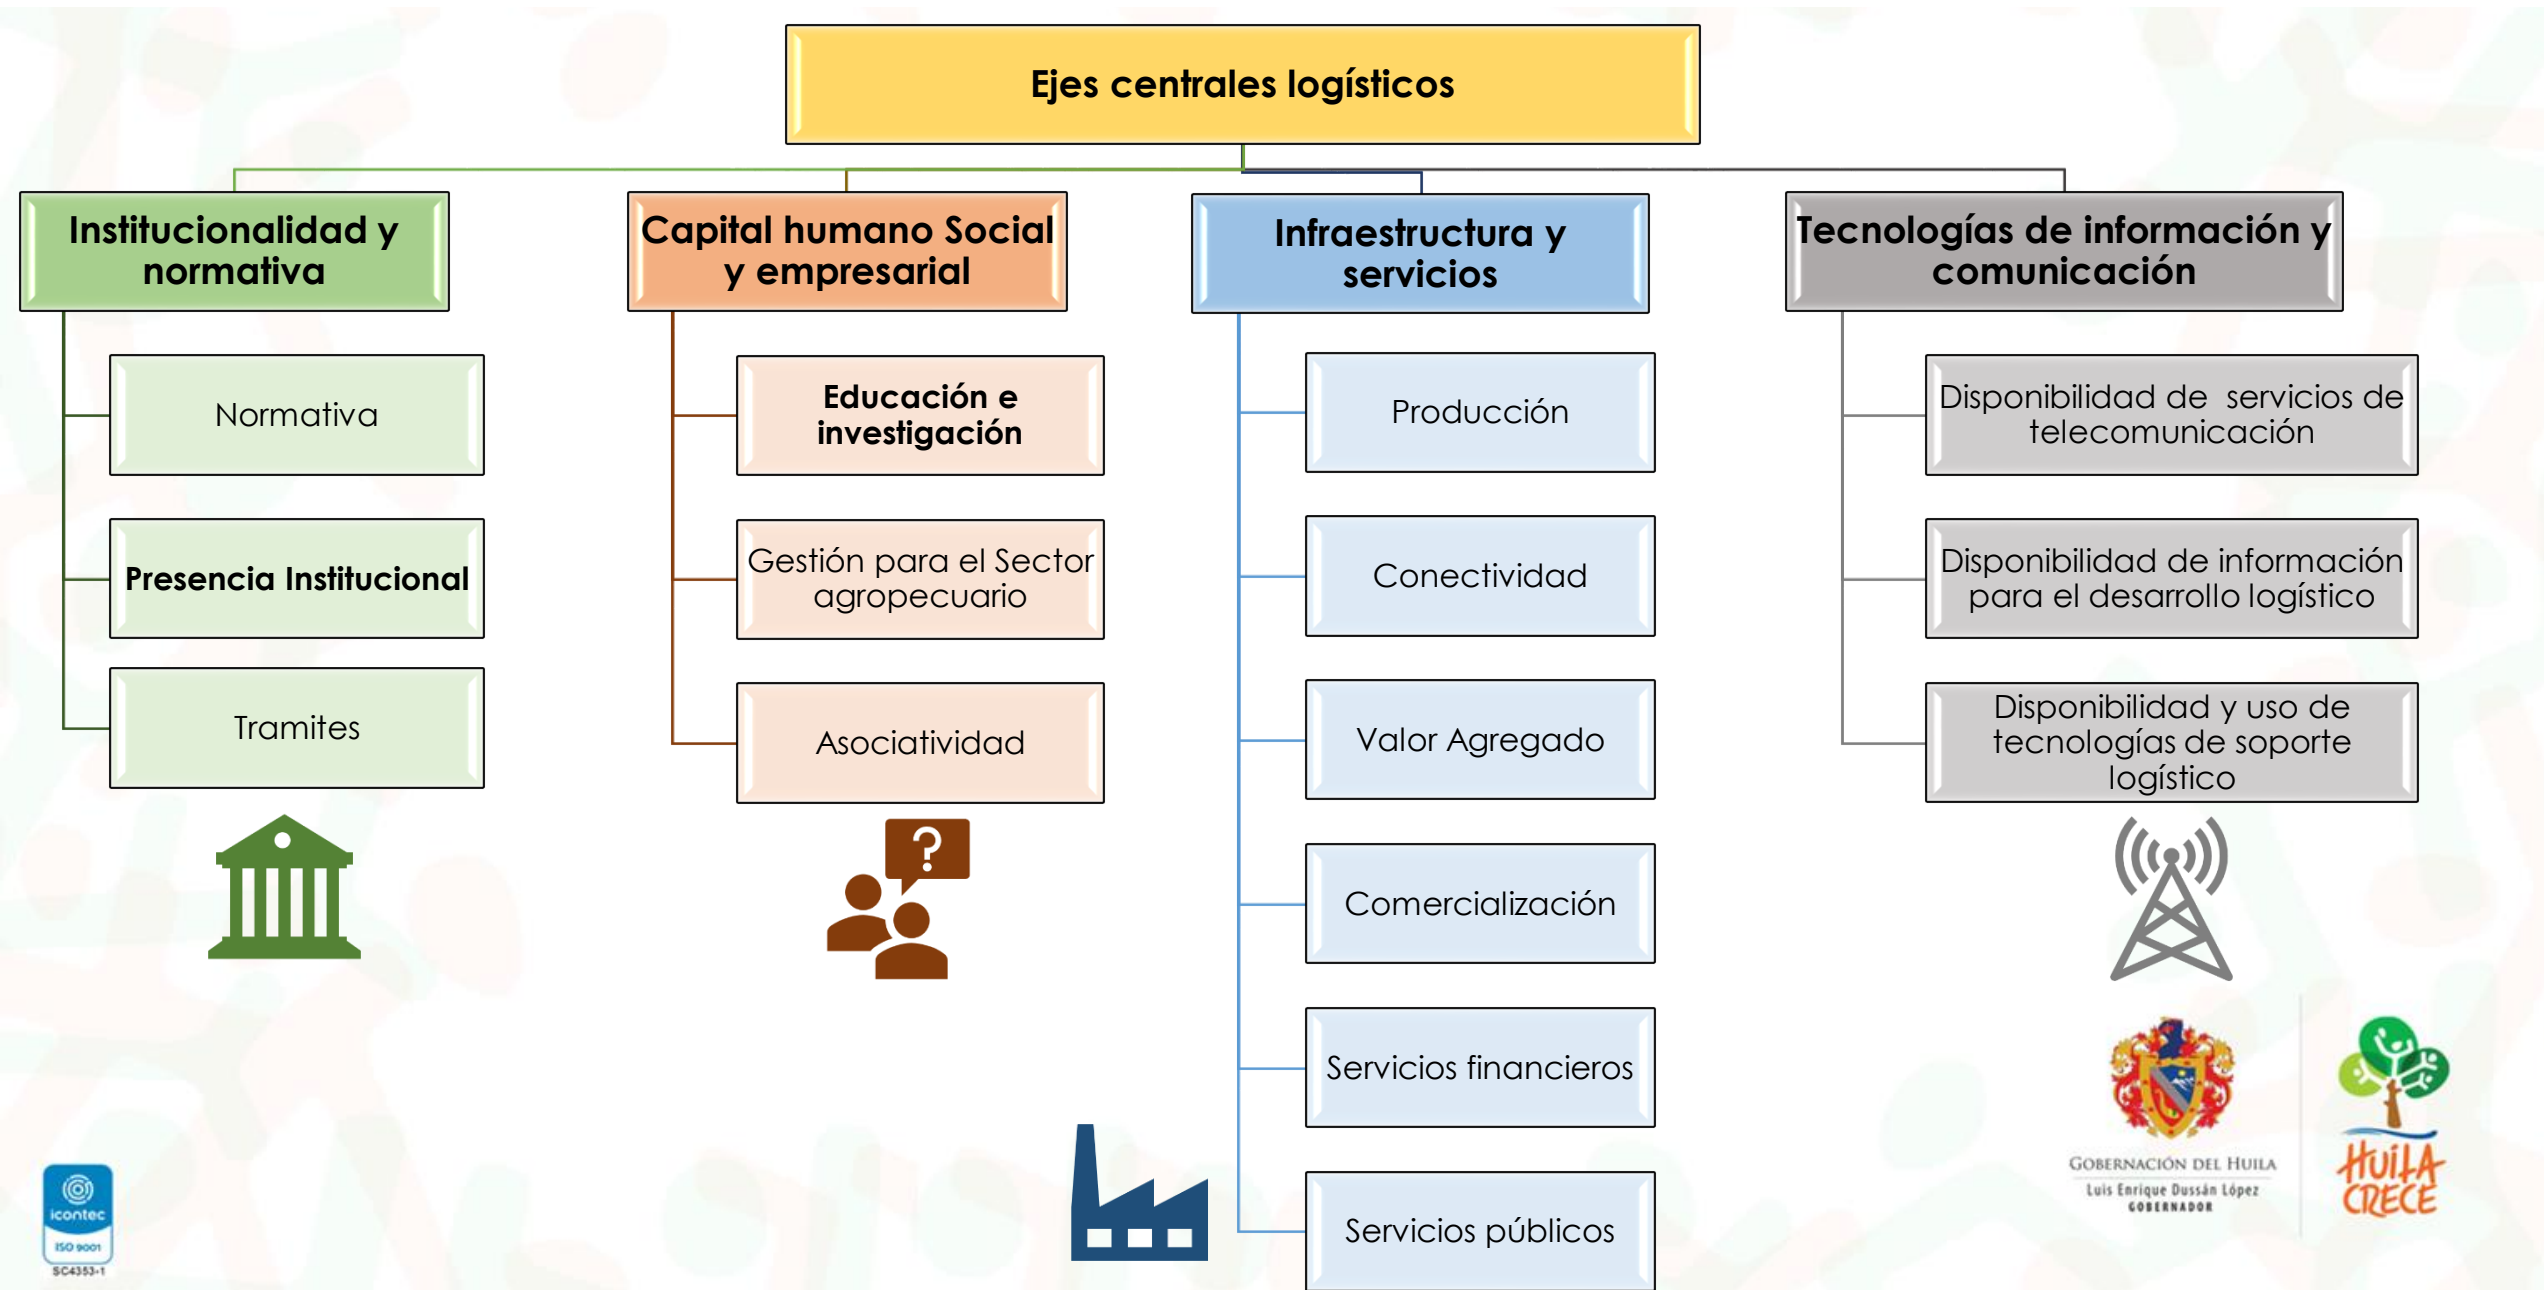 Ejes centrales logísticos
Institucionalidad y
normativa
Normativa
Presencia Institucional
Tramites
Capital humano Social
y empresarial
Educación e
investigación
Gestión para el Sector
agropecuario
Asociatividad
?
Infraestructura y
servicios
Producción
Conectividad
Valor Agregado
Comercialización
Servicios financieros
Servicios públicos
Tecnologías de información y
comunicación
Disponibilidad de servicios de
telecomunicación
Disponibilidad de información
para el desarrollo logístico
Disponibilidad y uso de
tecnologías de soporte
logístico
icontec
ISO 9001
SC4353-1
GOBERNACIÓN DEL HUILA
Luis Enrique Dussán López
GOBERNADOR
HUILA
CRECE